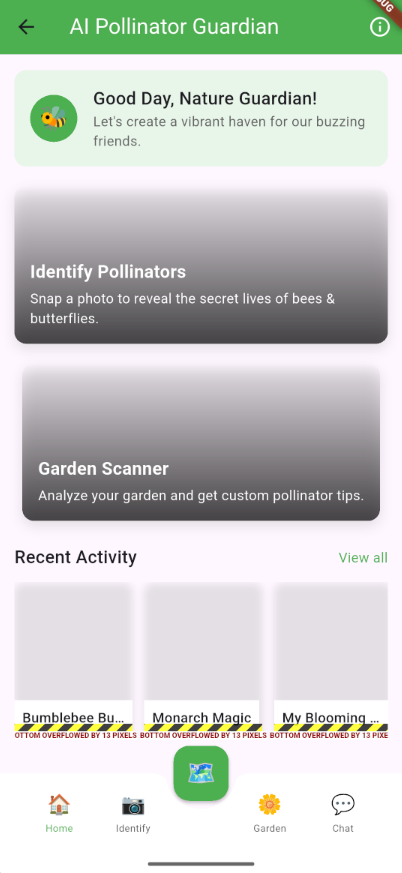 AI Pollinator Guardian
Good Day, Nature Guardian!
Let's create a vibrant haven for our buzzing
friends.
Identify Pollinators
Snap a photo to reveal the secret lives of bees &
butterflies.
Garden Scanner
Analyze your garden and get custom pollinator tips.
Recent Activity
View all
Bumblebee Bu...
Monarch Magic
My Blooming ...
OTTOM OVERFLOWED BY 13 PIXELS
BOTTOM OVERFLOWED BY 13 PIXELS
BOTTOM OVERFLOWED BY 13 PIXE
Home
Identify
Garden
Chat